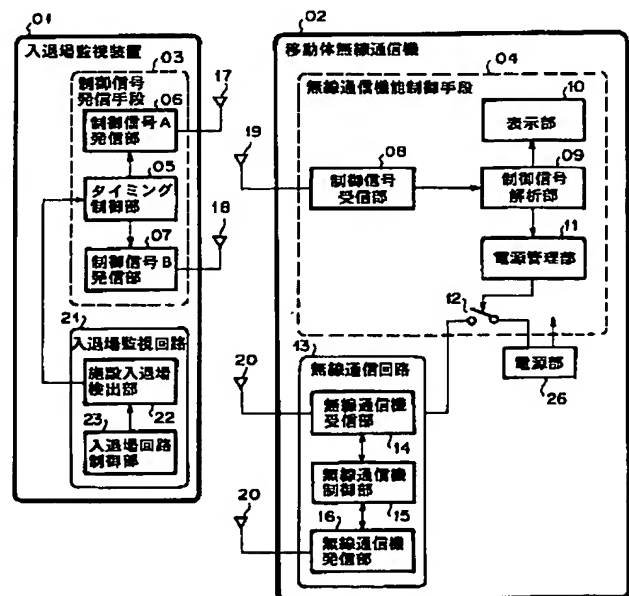 01
入退場監視装置
03
制御信号
発信手段
06
制御信号A
発信部
17
05
タイミング
制御部
18
07
制御信号B
発信部
21
入退場監視回路
施設入退場
検出部
22
23
入退場回路
制御部
02
移動体無線通信機
04
無線通信機能制御手段
10
表示部
19
08
制御信号
受信部
09
制御信号
解析部
11
電源管理部
12
電源部
26
13
無線通信回路
20
無線通信機
受信部
14
無線通信機
制御部
15
20
16
無線通信機
発信部